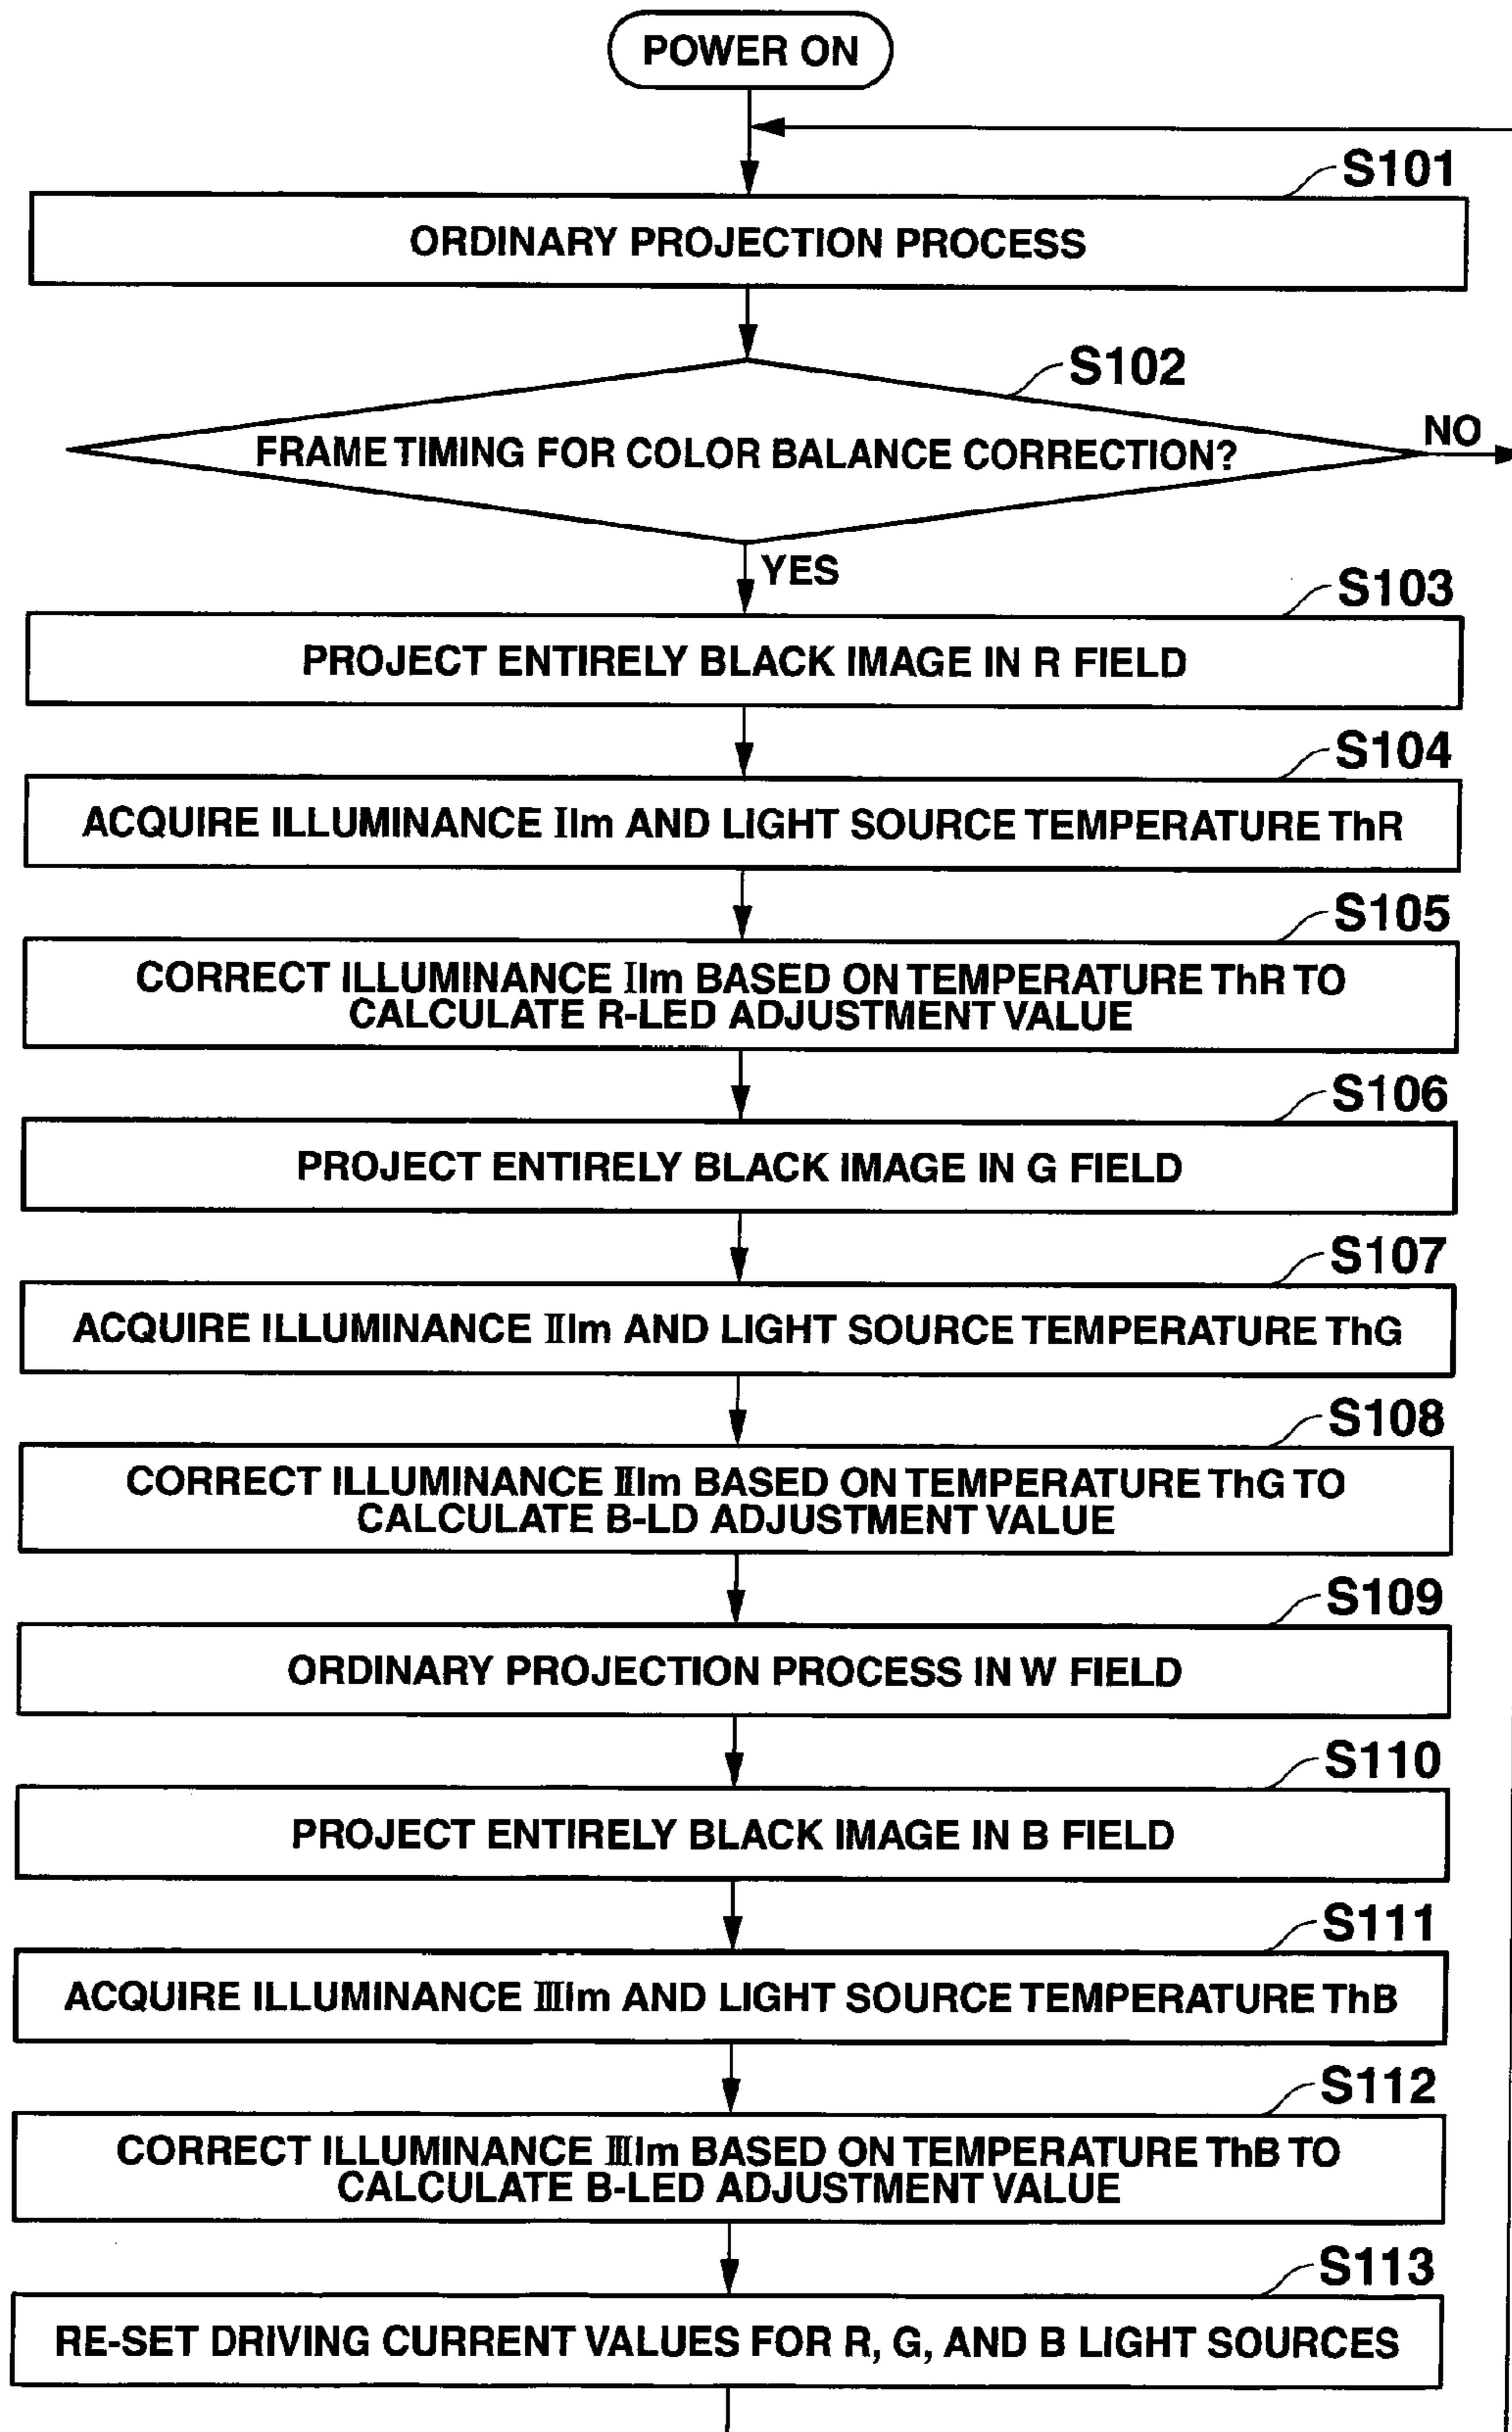 POWER ON
S101
ORDINARY PROJECTION PROCESS
S102
FRAME TIMING FOR COLOR BALANCE CORRECTION?
NO
YES
S103
PROJECT ENTIRELY BLACK IMAGE IN R FIELD
S104
ACQUIRE ILLUMINANCE Ⅰlm AND LIGHT SOURCE TEMPERATURE ThR
S105
CORRECT ILLUMINANCE Ⅰlm BASED ON TEMPERATURE ThR TO
CALCULATE R-LED ADJUSTMENT VALUE
S106
PROJECT ENTIRELY BLACK IMAGE IN G FIELD
S107
ACQUIRE ILLUMINANCE Ⅱlm AND LIGHT SOURCE TEMPERATURE ThG
S108
CORRECT ILLUMINANCE Ⅱlm BASED ON TEMPERATURE ThG TO
CALCULATE B-LD ADJUSTMENT VALUE
S109
ORDINARY PROJECTION PROCESS IN W FIELD
S110
PROJECT ENTIRELY BLACK IMAGE IN B FIELD
S111
ACQUIRE ILLUMINANCE Ⅲlm AND LIGHT SOURCE TEMPERATURE ThB
S112
CORRECT ILLUMINANCE Ⅲlm BASED ON TEMPERATURE ThB TO
CALCULATE B-LED ADJUSTMENT VALUE
S113
RE-SET DRIVING CURRENT VALUES FOR R, G, AND B LIGHT SOURCES